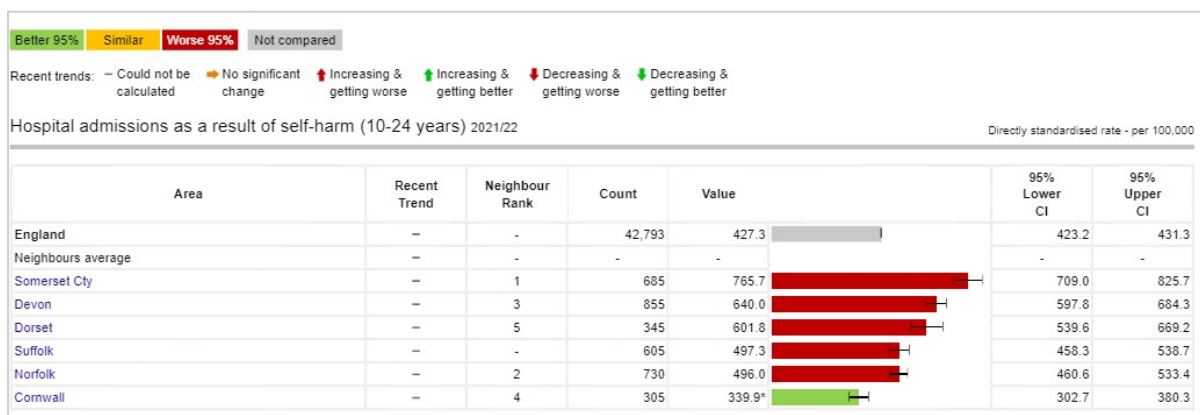 Better 95% Similar Worse 95% Not compared
Recent trends: – Could not be calculated ➡ No significant change ⬆ Increasing & getting worse ⬆ Increasing & getting better ⬇ Decreasing & getting worse ⬇ Decreasing & getting better
Hospital admissions as a result of self-harm (10-24 years) 2021/22 Directly standardised rate - per 100,000
Area Recent Trend Neighbour Rank Count Value 95% Lower CI 95% Upper CI
England – - 42,793 427.3 423.2 431.3
Neighbours average – - - - - -
Somerset Cty – 1 685 765.7 709.0 825.7
Devon – 3 855 640.0 597.8 684.3
Dorset – 5 345 601.8 539.6 669.2
Suffolk – - 605 497.3 458.3 538.7
Norfolk – 2 730 496.0 460.6 533.4
Cornwall – 4 305 339.9* 302.7 380.3